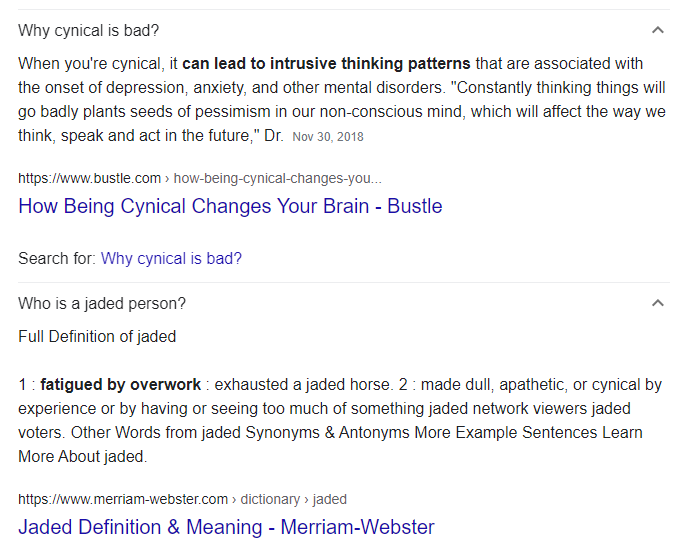 Why cynical is bad?
When you're cynical, it can lead to intrusive thinking patterns that are associated with
the onset of depression, anxiety, and other mental disorders. "Constantly thinking things will
go badly plants seeds of pessimism in our non-conscious mind, which will affect the way we
think, speak and act in the future," Dr. Nov 30, 2018
https://www.bustle.com › how-being-cynical-changes-you...
How Being Cynical Changes Your Brain - Bustle
Search for: Why cynical is bad?
Who is a jaded person?
Full Definition of jaded
1 : fatigued by overwork : exhausted a jaded horse. 2 : made dull, apathetic, or cynical by
experience or by having or seeing too much of something jaded network viewers jaded
voters. Other Words from jaded Synonyms & Antonyms More Example Sentences Learn
More About jaded.
https://www.merriam-webster.com › dictionary › jaded
Jaded Definition & Meaning - Merriam-Webster